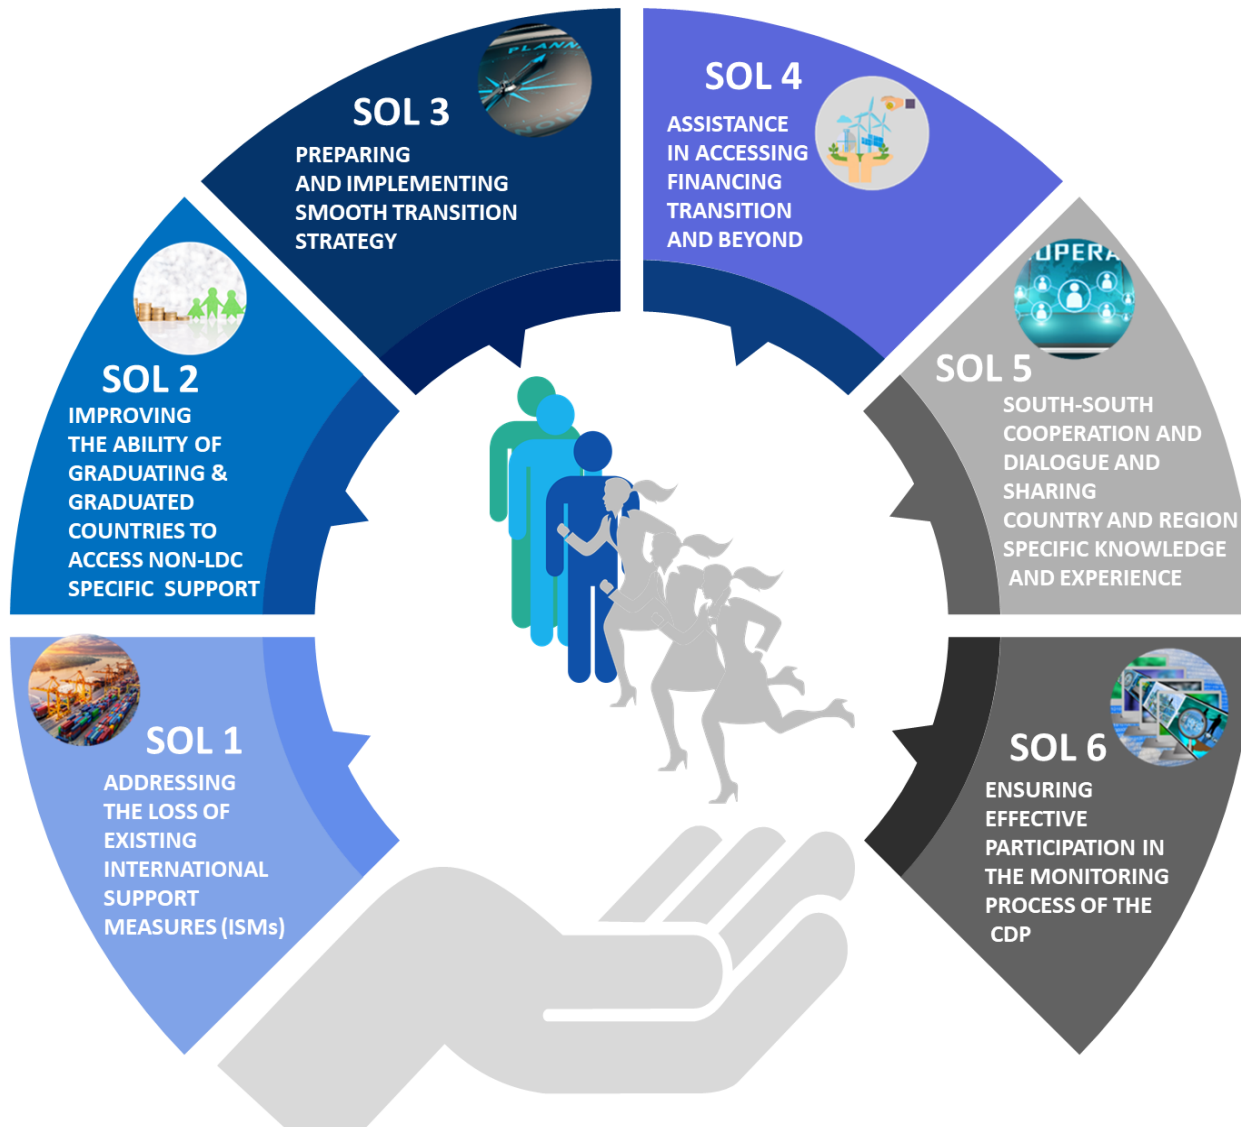 SOL 1
ADDRESSING
THE LOSS OF
EXISTING
INTERNATIONAL
SUPPORT
MEASURES (ISMs)
SOL 2
IMPROVING
THE ABILITY OF
GRADUATING &
GRADUATED
COUNTRIES TO
ACCESS NON-LDC
SPECIFIC SUPPORT
SOL 3
PREPARING
AND IMPLEMENTING
SMOOTH TRANSITION
STRATEGY
PLANN
SOL 4
ASSISTANCE
IN ACCESSING
FINANCING
TRANSITION
AND BEYOND
OPERA
SOL 5
SOUTH-SOUTH
COOPERATION AND
DIALOGUE AND
SHARING
COUNTRY AND REGION
SPECIFIC KNOWLEDGE
AND EXPERIENCE
SOL 6
ENSURING
EFFECTIVE
PARTICIPATION IN
THE MONITORING
PROCESS OF THE
CDP